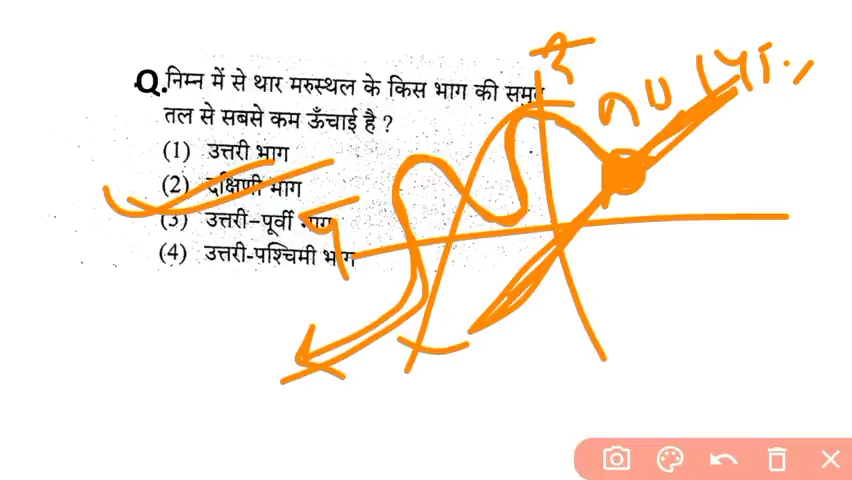 Q. निम्न में से थार मरुस्थल के किस भाग की समुद्र
तल से सबसे कम ऊँचाई है ?
(1) उत्तरी भाग
(2) दक्षिणी भाग
(3) उत्तरी-पूर्वी भाग
(4) उत्तरी-पश्चिमी भाग